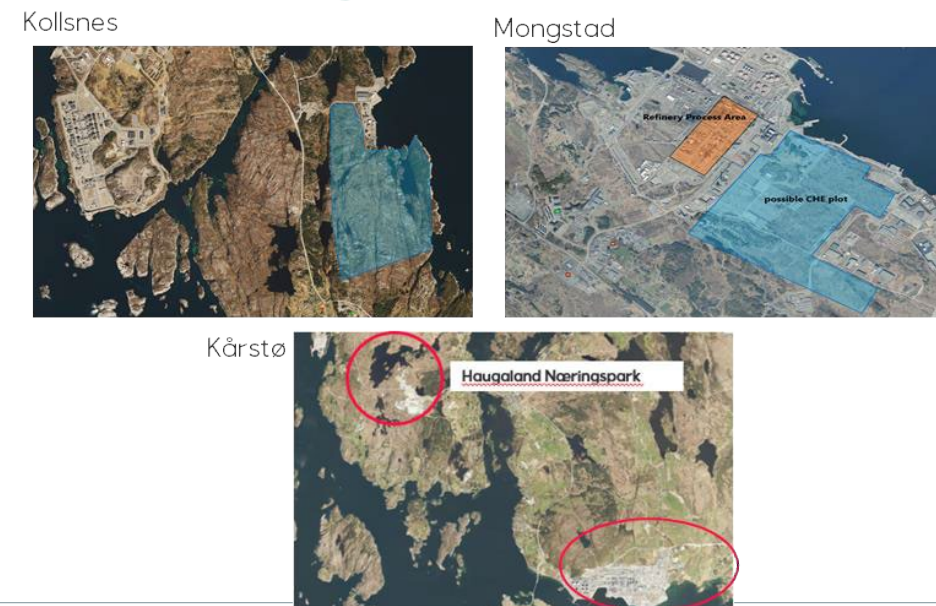 Kollsnes
Mongstad
Refinery Process Area
possible CHE plot
Kårstø
Haugaland Næringspark